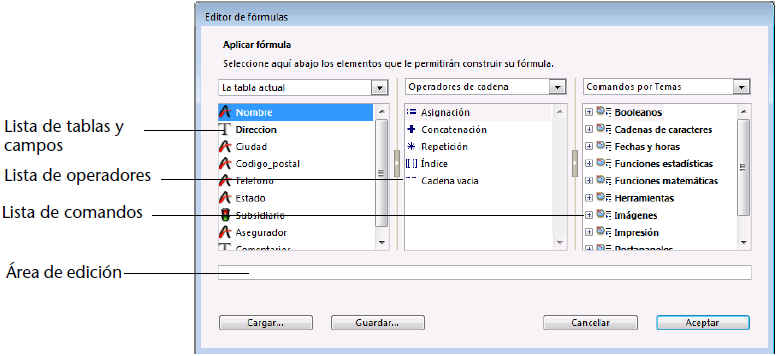 Editor de fórmulas
Aplicar fórmula
Seleccione aquí abajo los elementos que le permitirán construir su fórmula.
La tabla actual
Operadores de cadena
Comandos por Temas
Lista de tablas y
campos
Lista de operadores
Lista de comandos
Área de edición
Nombre
Direccion
Ciudad
Codigo_postal
Telefono
Estado
Subsidiario
Asegurador
Comentarios
:= Asignación
+ Concatenación
* Repetición
[[ ]] Índice
"" Cadena vacía
Booleanos
Cadenas de caracteres
Fechas y horas
Funciones estadísticas
Funciones matemáticas
Herramientas
Imágenes
Impresión
Portapapeles
Cargar...
Guardar...
Cancelar
Aceptar